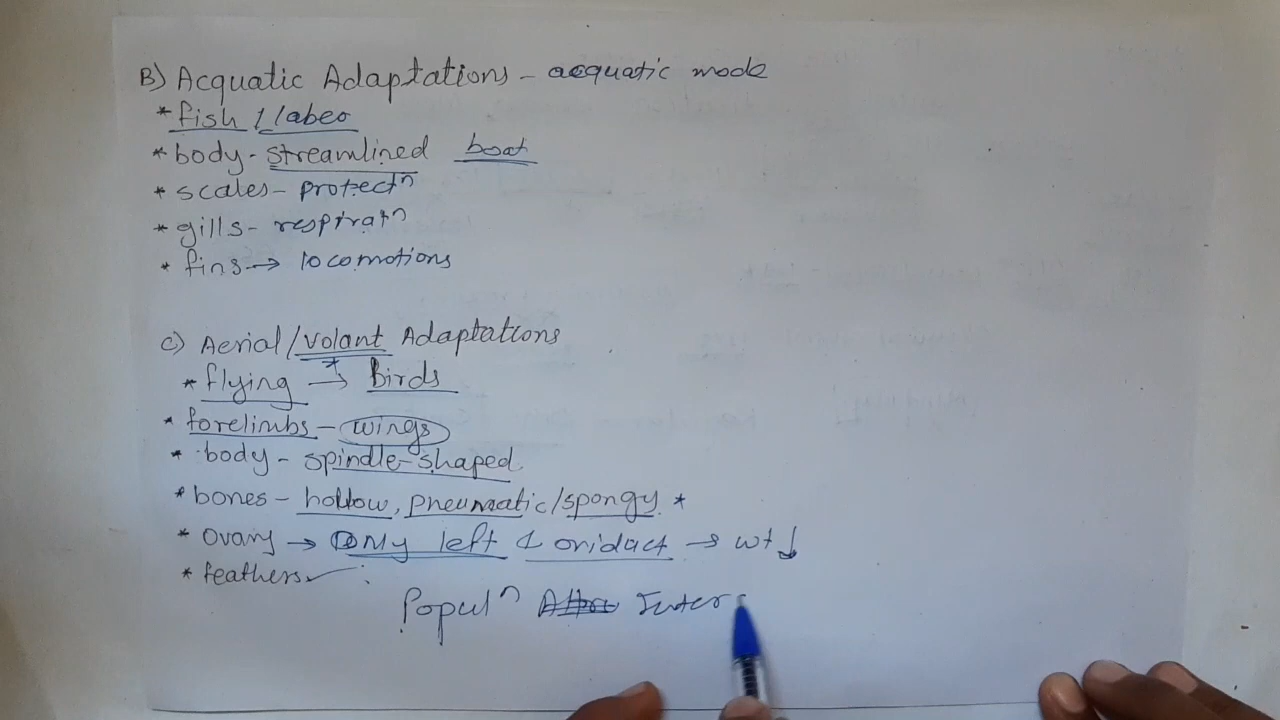 B) Acquatic Adaptations - acquatic mode
* fish / labeo
* body - streamlined boat
* scales - protectⁿ
* gills - respiratⁿ
* fins → locomotions
C) Aerial / volant Adaptations
* flying → Birds
* forelimbs - wings
* body - spindle-shaped
* bones - hollow, pneumatic/spongy *
* Ovary → Only left & oviduct → wt ↓
* feathers
Populⁿ Inter